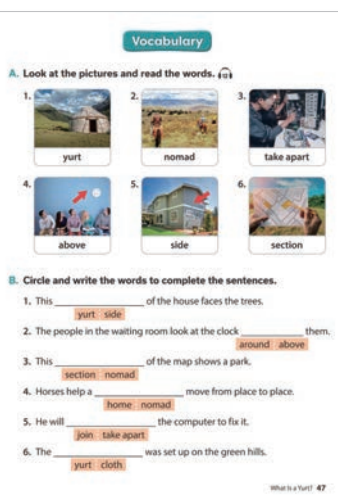 Vocabulary
A. Look at the pictures and read the words.
1.
2.
3.
yurt
nomad
take apart
4.
5.
6.
above
side
section
B. Circle and write the words to complete the sentences.
1. This ____________ of the house faces the trees.
yurt side
2. The people in the waiting room look at the clock ____________ them.
around above
3. This ____________ of the map shows a park.
section nomad
4. Horses help a ____________ move from place to place.
home nomad
5. He will ____________ the computer to fix it.
join take apart
6. The ____________ was set up on the green hills.
yurt cloth
What Is a Yurt? 47